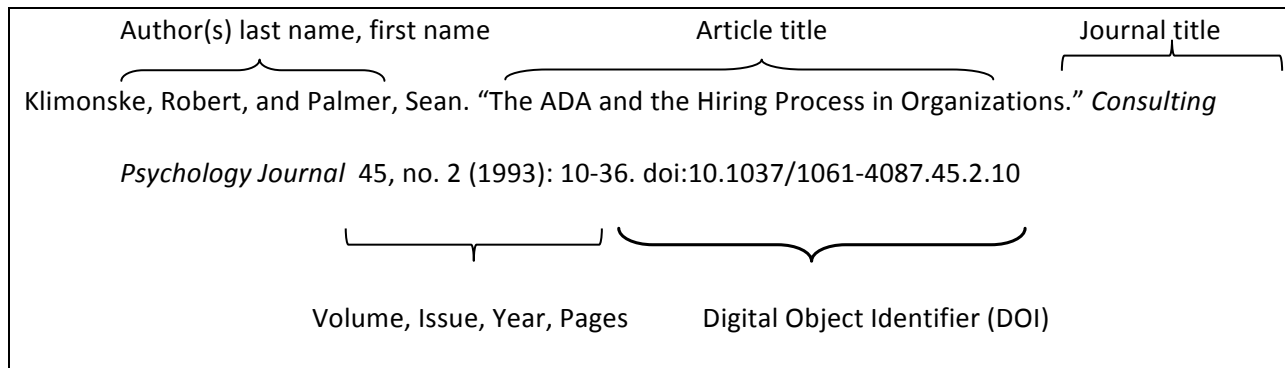 Author(s) last name, first name Article title Journal title
Klimonske, Robert, and Palmer, Sean. “The ADA and the Hiring Process in Organizations.” Consulting
Psychology Journal 45, no. 2 (1993): 10-36. doi:10.1037/1061-4087.45.2.10
Volume, Issue, Year, Pages Digital Object Identifier (DOI)